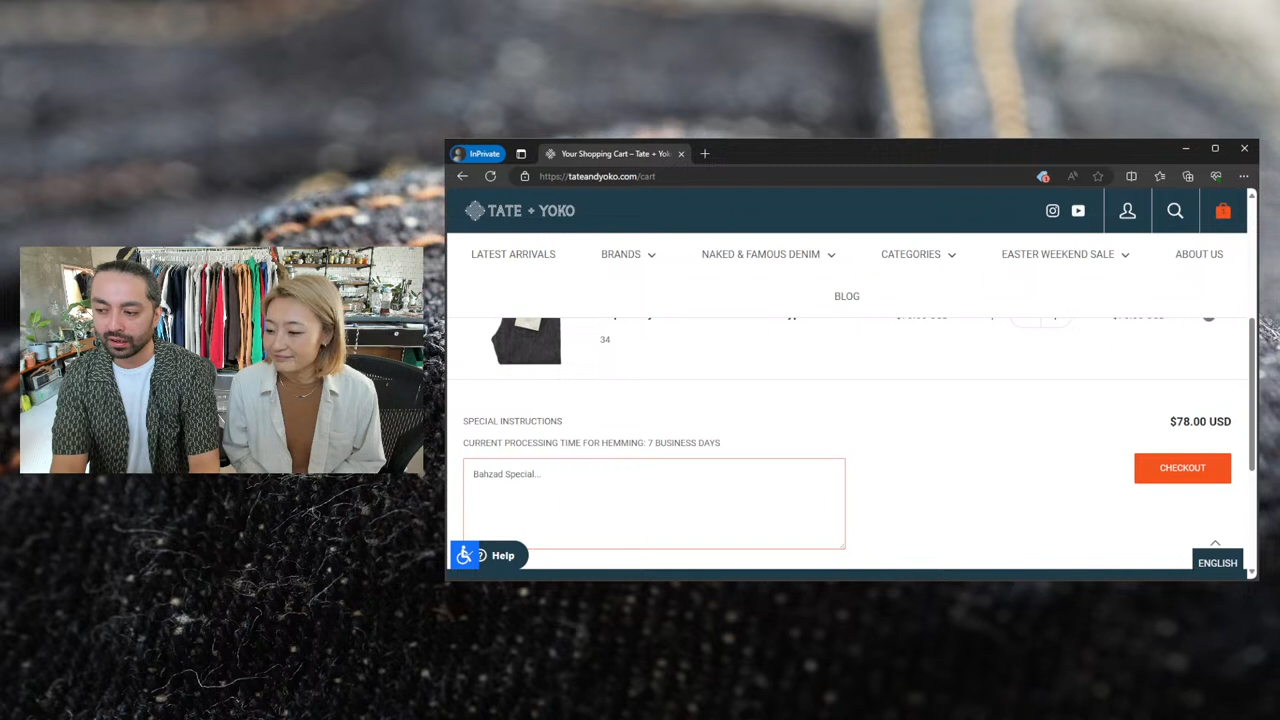 InPrivate
Your Shopping Cart – Tate + Yok
https://tateandyoko.com/cart
TATE + YOKO
1
LATEST ARRIVALS BRANDS NAKED & FAMOUS DENIM CATEGORIES EASTER WEEKEND SALE ABOUT US
BLOG
34
SPECIAL INSTRUCTIONS
$78.00 USD
CURRENT PROCESSING TIME FOR HEMMING: 7 BUSINESS DAYS
Bahzad Special...
CHECKOUT
Help
ENGLISH